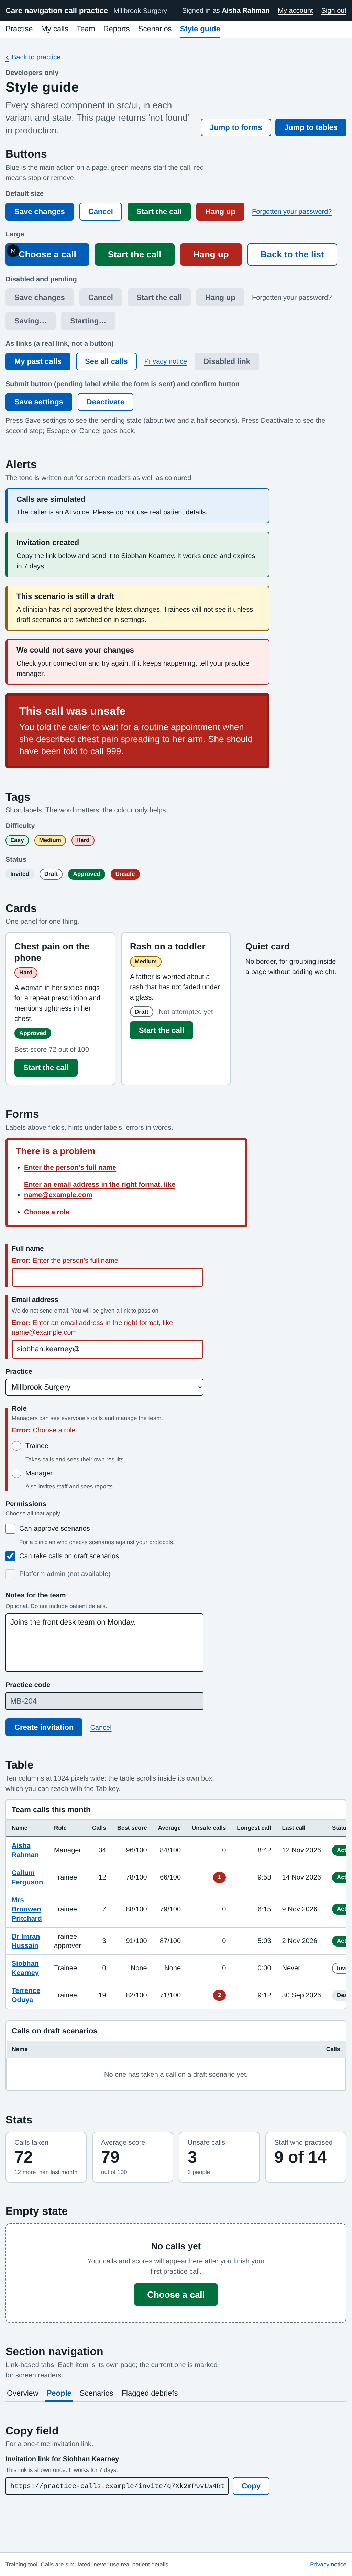 Care navigation call practice Millbrook Surgery Signed in as Aisha Rahman My account Sign out
Practise My calls Team Reports Scenarios Style guide
‹ Back to practice
Developers only
Style guide
Every shared component in src/ui, in each
variant and state. This page returns 'not found'
in production.
Jump to forms Jump to tables
Buttons
Blue is the main action on a page, green means start the call, red
means stop or remove.
Default size
Save changes Cancel Start the call Hang up Forgotten your password?
Large
N
Choose a call Start the call Hang up Back to the list
Disabled and pending
Save changes Cancel Start the call Hang up Forgotten your password?
Saving… Starting…
As links (a real link, not a button)
My past calls See all calls Privacy notice Disabled link
Submit button (pending label while the form is sent) and confirm button
Save settings Deactivate
Press Save settings to see the pending state (about two and a half seconds). Press Deactivate to see the
second step; Escape or Cancel goes back.
Alerts
The tone is written out for screen readers as well as coloured.
Calls are simulated
The caller is an AI voice. Please do not use real patient details.
Invitation created
Copy the link below and send it to Siobhan Kearney. It works once and expires
in 7 days.
This scenario is still a draft
A clinician has not approved the latest changes. Trainees will not see it unless
draft scenarios are switched on in settings.
We could not save your changes
Check your connection and try again. If it keeps happening, tell your practice
manager.
This call was unsafe
You told the caller to wait for a routine appointment when
she described chest pain spreading to her arm. She should
have been told to call 999.
Tags
Short labels. The word matters; the colour only helps.
Difficulty
Easy Medium Hard
Status
Invited Draft Approved Unsafe
Cards
One panel for one thing.
Chest pain on the
phone
Hard
A woman in her sixties rings
for a repeat prescription and
mentions tightness in her
chest.
Approved
Best score 72 out of 100
Start the call
Rash on a toddler
Medium
A father is worried about a
rash that has not faded under
a glass.
Draft Not attempted yet
Start the call
Quiet card
No border, for grouping inside
a page without adding weight.
Forms
Labels above fields, hints under labels, errors in words.
There is a problem
• Enter the person's full name
• Enter an email address in the right format, like
name@example.com
• Choose a role
Full name
Error: Enter the person's full name
Email address
We do not send email. You will be given a link to pass on.
Error: Enter an email address in the right format, like
name@example.com
siobhan.kearney@
Practice
Millbrook Surgery
Role
Managers can see everyone's calls and manage the team.
Error: Choose a role
Trainee
Takes calls and sees their own results.
Manager
Also invites staff and sees reports.
Permissions
Choose all that apply.
Can approve scenarios
For a clinician who checks scenarios against your protocols.
Can take calls on draft scenarios
Platform admin (not available)
Notes for the team
Optional. Do not include patient details.
Joins the front desk team on Monday.
Practice code
MB-204
Create invitation Cancel
Table
Ten columns at 1024 pixels wide: the table scrolls inside its own box,
which you can reach with the Tab key.
Team calls this month
Name Role Calls Best score Average Unsafe calls Longest call Last call Statu
Aisha Rahman Manager 34 96/100 84/100 0 8:42 12 Nov 2026 Act
Callum Ferguson Trainee 12 78/100 66/100 1 9:58 14 Nov 2026 Act
Mrs Bronwen Pritchard Trainee 7 88/100 79/100 0 6:15 9 Nov 2026 Act
Dr Imran Hussain Trainee, approver 3 91/100 87/100 0 5:03 2 Nov 2026 Act
Siobhan Kearney Trainee 0 None None 0 0:00 Never Invi
Terrence Oduya Trainee 19 82/100 71/100 2 9:12 30 Sep 2026 Dea
Calls on draft scenarios
Name Calls
No one has taken a call on a draft scenario yet.
Stats
Calls taken
72
12 more than last month
Average score
79
out of 100
Unsafe calls
3
2 people
Staff who practised
9 of 14
Empty state
No calls yet
Your calls and scores will appear here after you finish your
first practice call.
Choose a call
Section navigation
Link-based tabs. Each item is its own page; the current one is marked
for screen readers.
Overview People Scenarios Flagged debriefs
Copy field
For a one-time invitation link.
Invitation link for Siobhan Kearney
This link is shown once. It works for 7 days.
https://practice-calls.example/invite/q7Xk2mP9vLw4Rt Copy
Training tool. Calls are simulated: never use real patient details. Privacy notice